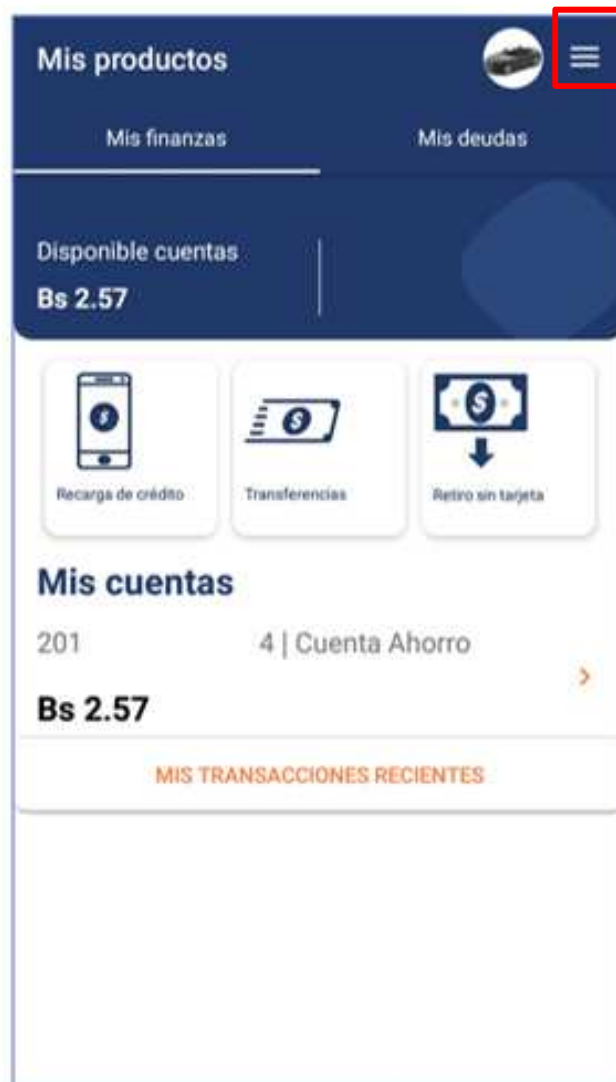 Mis productos
Mis finanzas Mis deudas
Disponible cuentas
Bs 2.57
Recarga de crédito Transferencias Retiro sin tarjeta
Mis cuentas
201 4 | Cuenta Ahorro
Bs 2.57
MIS TRANSACCIONES RECIENTES